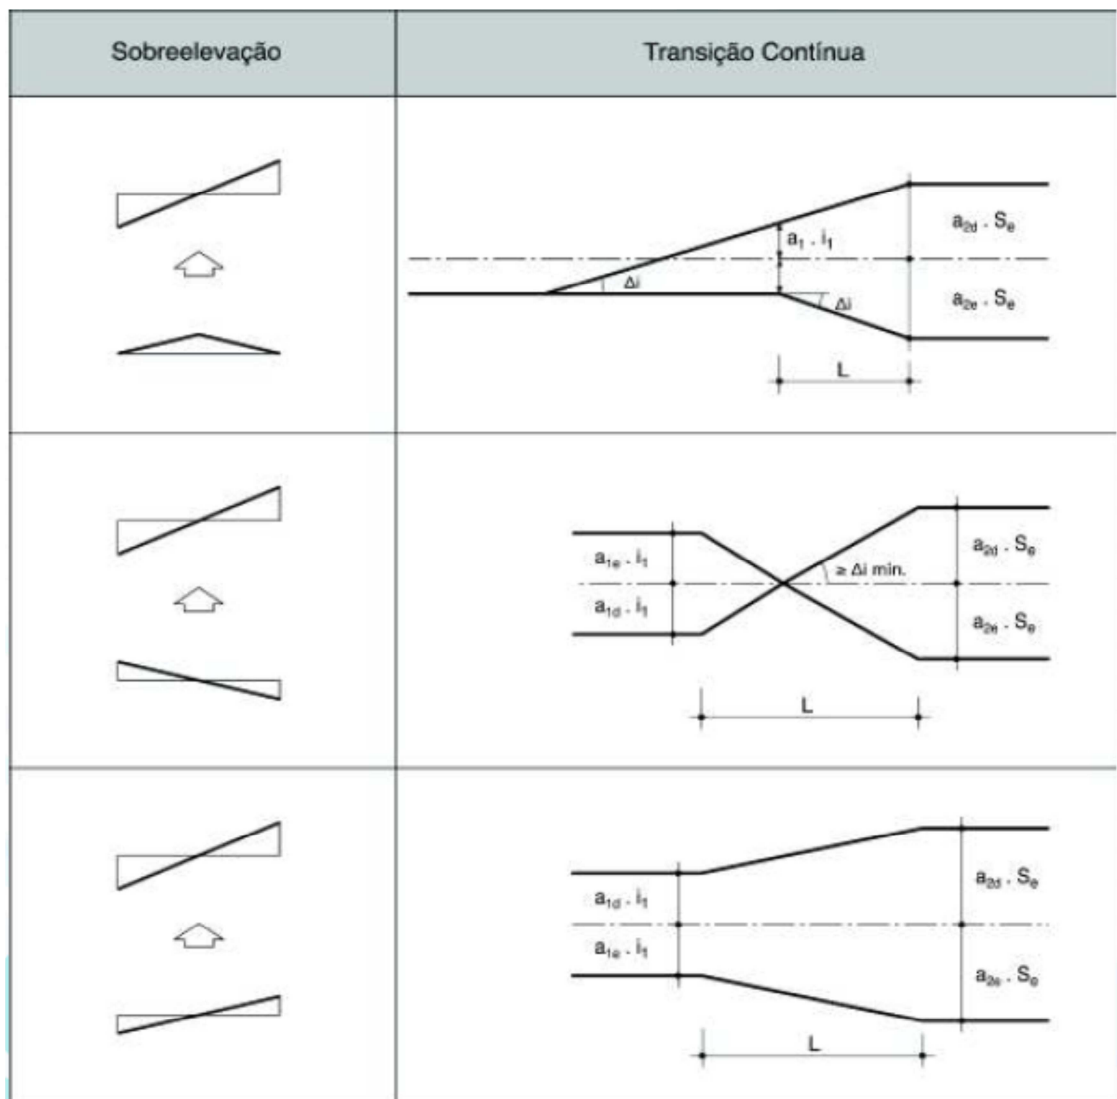 Sobreelevação
Transição Contínua
a₂d . Sₑ
a₁ . i₁
Δi
Δi
a₂ₑ . Sₑ
L
a₁ₑ . i₁
a₂d . Sₑ
≥ Δi min.
a₁d . i₁
a₂ₑ . Sₑ
L
a₂d . Sₑ
a₁d . i₁
a₁ₑ . i₁
a₂ₑ . Sₑ
L